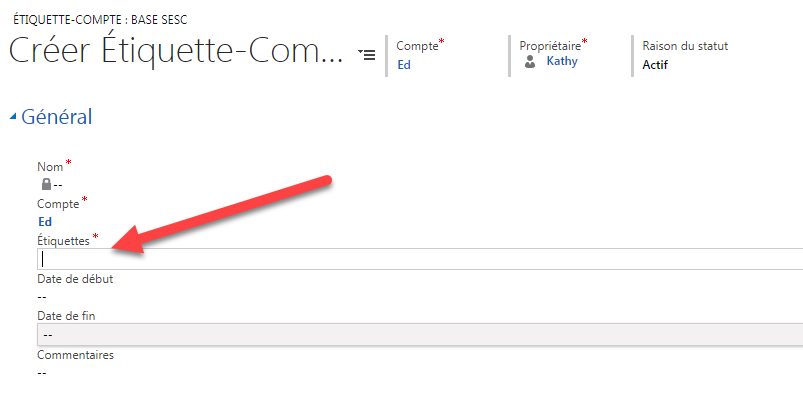 ÉTIQUETTE-COMPTE : BASE SESC
Créer Étiquette-Com...
Compte*
Ed
Propriétaire*
Kathy
Raison du statut
Actif
Général
Nom*
--
Compte*
Ed
Étiquettes*
Date de début
--
Date de fin
--
Commentaires
--